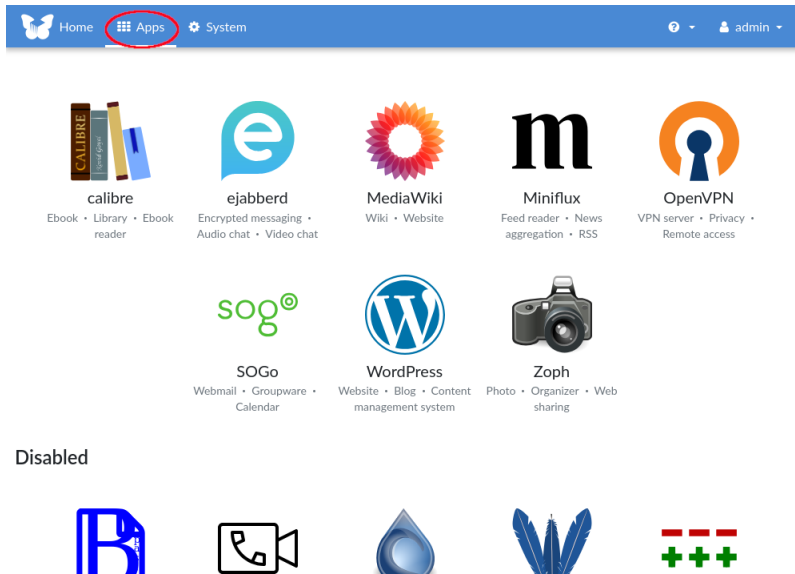 Home Apps System admin
CALIBRE
calibre
Ebook • Library • Ebook
reader
ejabberd
Encrypted messaging •
Audio chat • Video chat
MediaWiki
Wiki • Website
m
Miniflux
Feed reader • News
aggregation • RSS
OpenVPN
VPN server • Privacy •
Remote access
sogo
SOGo
Webmail • Groupware •
Calendar
WordPress
Website • Blog • Content
management system
Zoph
Photo • Organizer • Web
sharing
Disabled